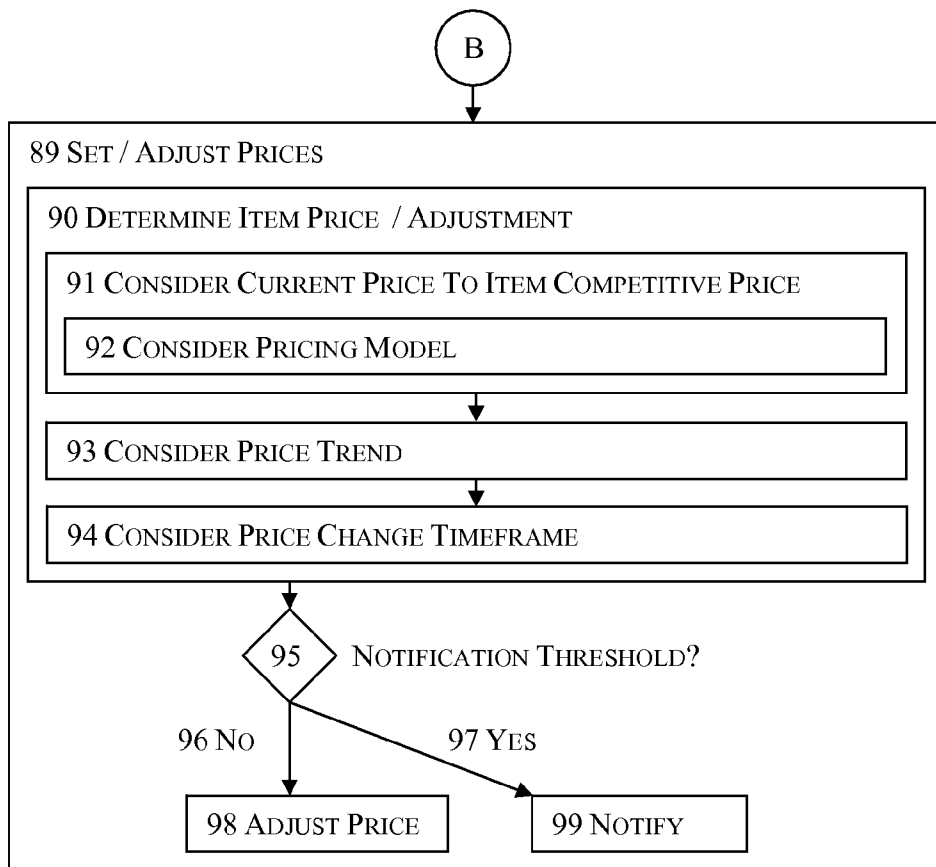 B
89 SET / ADJUST PRICES
90 DETERMINE ITEM PRICE / ADJUSTMENT
91 CONSIDER CURRENT PRICE TO ITEM COMPETITIVE PRICE
92 CONSIDER PRICING MODEL
93 CONSIDER PRICE TREND
94 CONSIDER PRICE CHANGE TIMEFRAME
95 NOTIFICATION THRESHOLD?
96 NO
97 YES
98 ADJUST PRICE
99 NOTIFY